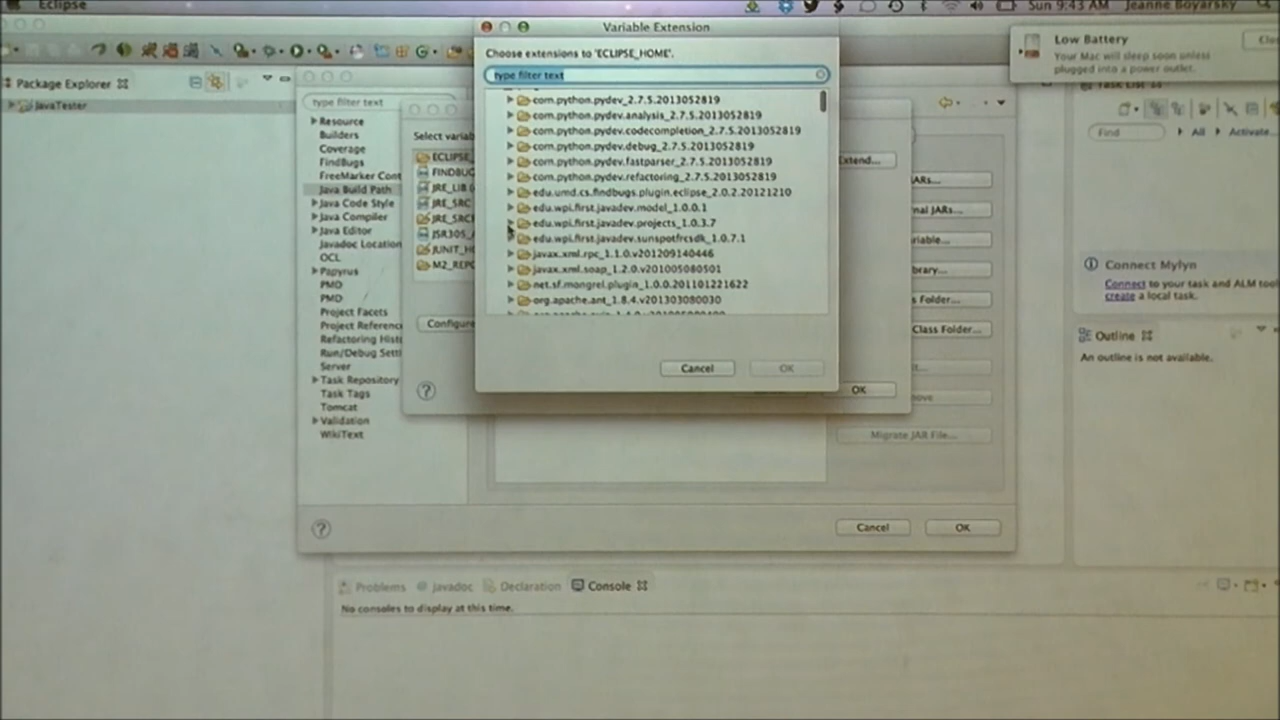 Eclipse
Sun 9:43 AM Jeanne Boyarsky
Variable Extension
Choose extensions to 'ECLIPSE_HOME'.
type filter text
com.python.pydev_2.7.5.2013052819
com.python.pydev.analysis_2.7.5.2013052819
com.python.pydev.codecompletion_2.7.5.2013052819
com.python.pydev.debug_2.7.5.2013052819
com.python.pydev.fastparser_2.7.5.2013052819
com.python.pydev.refactoring_2.7.5.2013052819
edu.umd.cs.findbugs.plugin.eclipse_2.0.2.20121210
edu.wpi.first.javadev.model_1.0.0.1
edu.wpi.first.javadev.projects_1.0.3.7
edu.wpi.first.javadev.sunspotfrcsdk_1.0.7.1
javax.xml.rpc_1.1.0.v201209140446
javax.xml.soap_1.2.0.v201005080501
net.sf.mongrel.plugin_1.0.0.201101221622
org.apache.ant_1.8.4.v201303080030
Cancel
OK
Low Battery
Your Mac will sleep soon unless
plugged into a power outlet.
Clo
Package Explorer
JavaTester
type filter text
Resource
Builders
Coverage
FindBugs
FreeMarker Cont
Java Build Path
Java Code Style
Java Compiler
Java Editor
Javadoc Location
OCL
Papyrus
PMD
PMD
Project Facets
Project Referenc
Refactoring Hist
Run/Debug Setti
Server
Task Repository
Task Tags
Tomcat
Validation
WikiText
Select variab
ECLIPSE_
FINDBUG
JRE_LIB (
JRE_SRC
JRE_SRCR
JSR305_A
JUNIT_HO
M2_REPO
Configure
Extend...
OK
ARs...
nal JARs...
riable...
brary...
s Folder...
Class Folder...
Migrate JAR File...
Cancel
OK
Task List
Find
All
Activate...
Connect Mylyn
Connect to your task and ALM too
create a local task.
Outline
An outline is not available.
Problems
Javadoc
Declaration
Console
No consoles to display at this time.